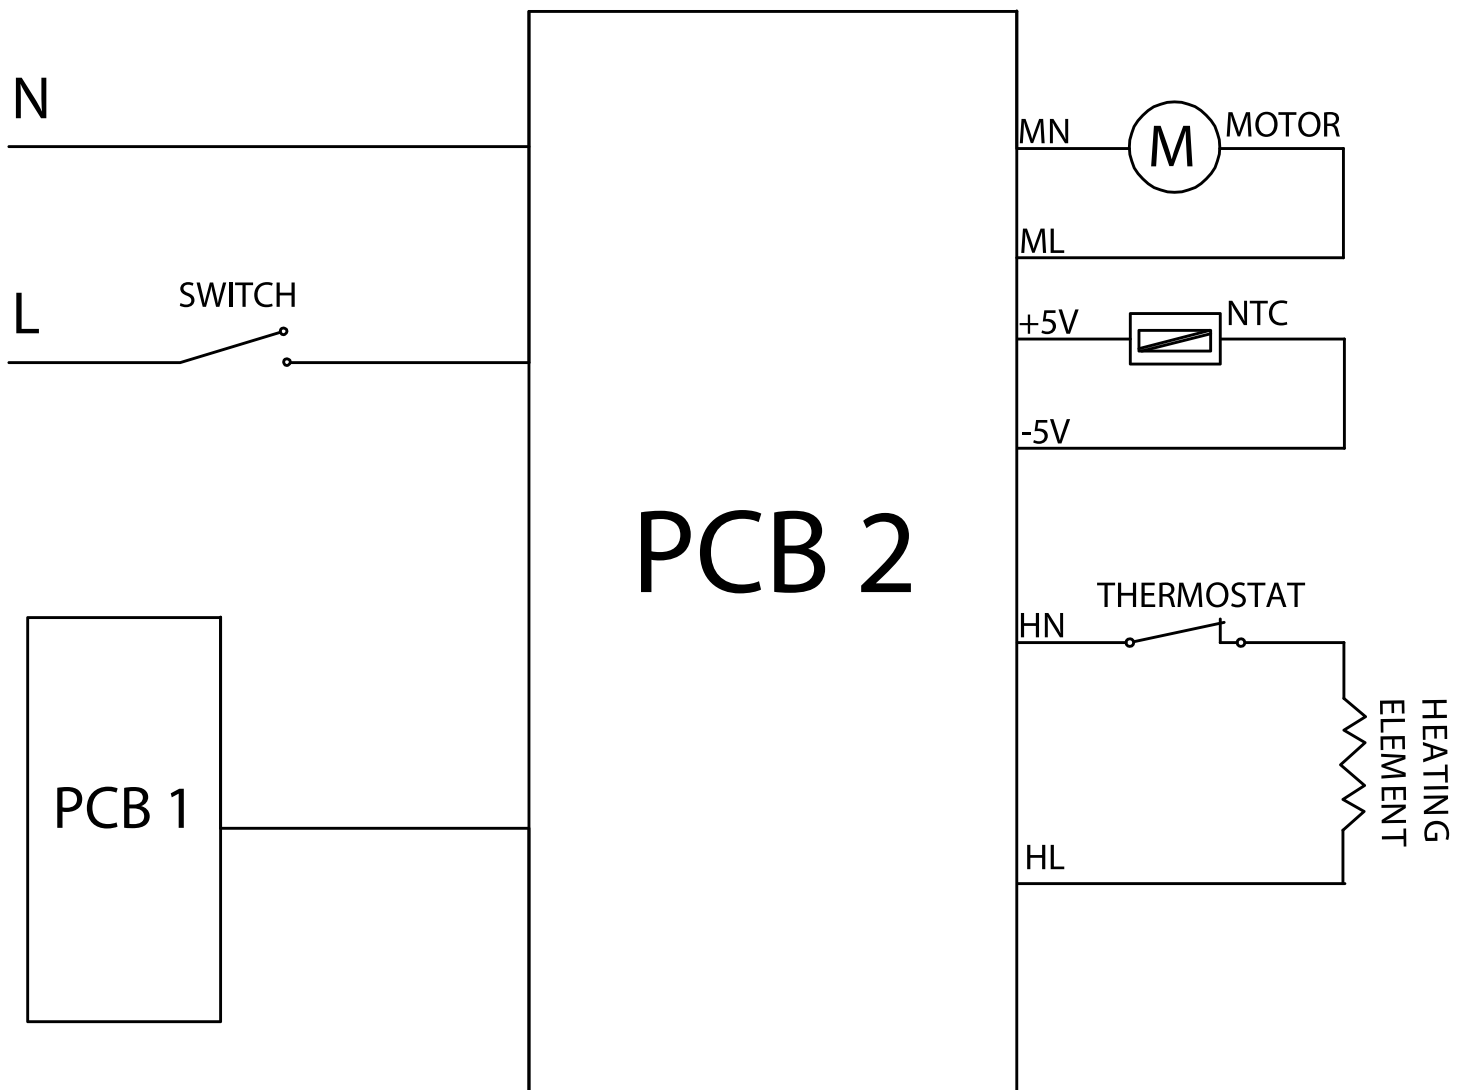 N
MN
M
MOTOR
ML
L
SWITCH
+5V
NTC
-5V
PCB 2
THERMOSTAT
HN
HEATING
ELEMENT
PCB 1
HL